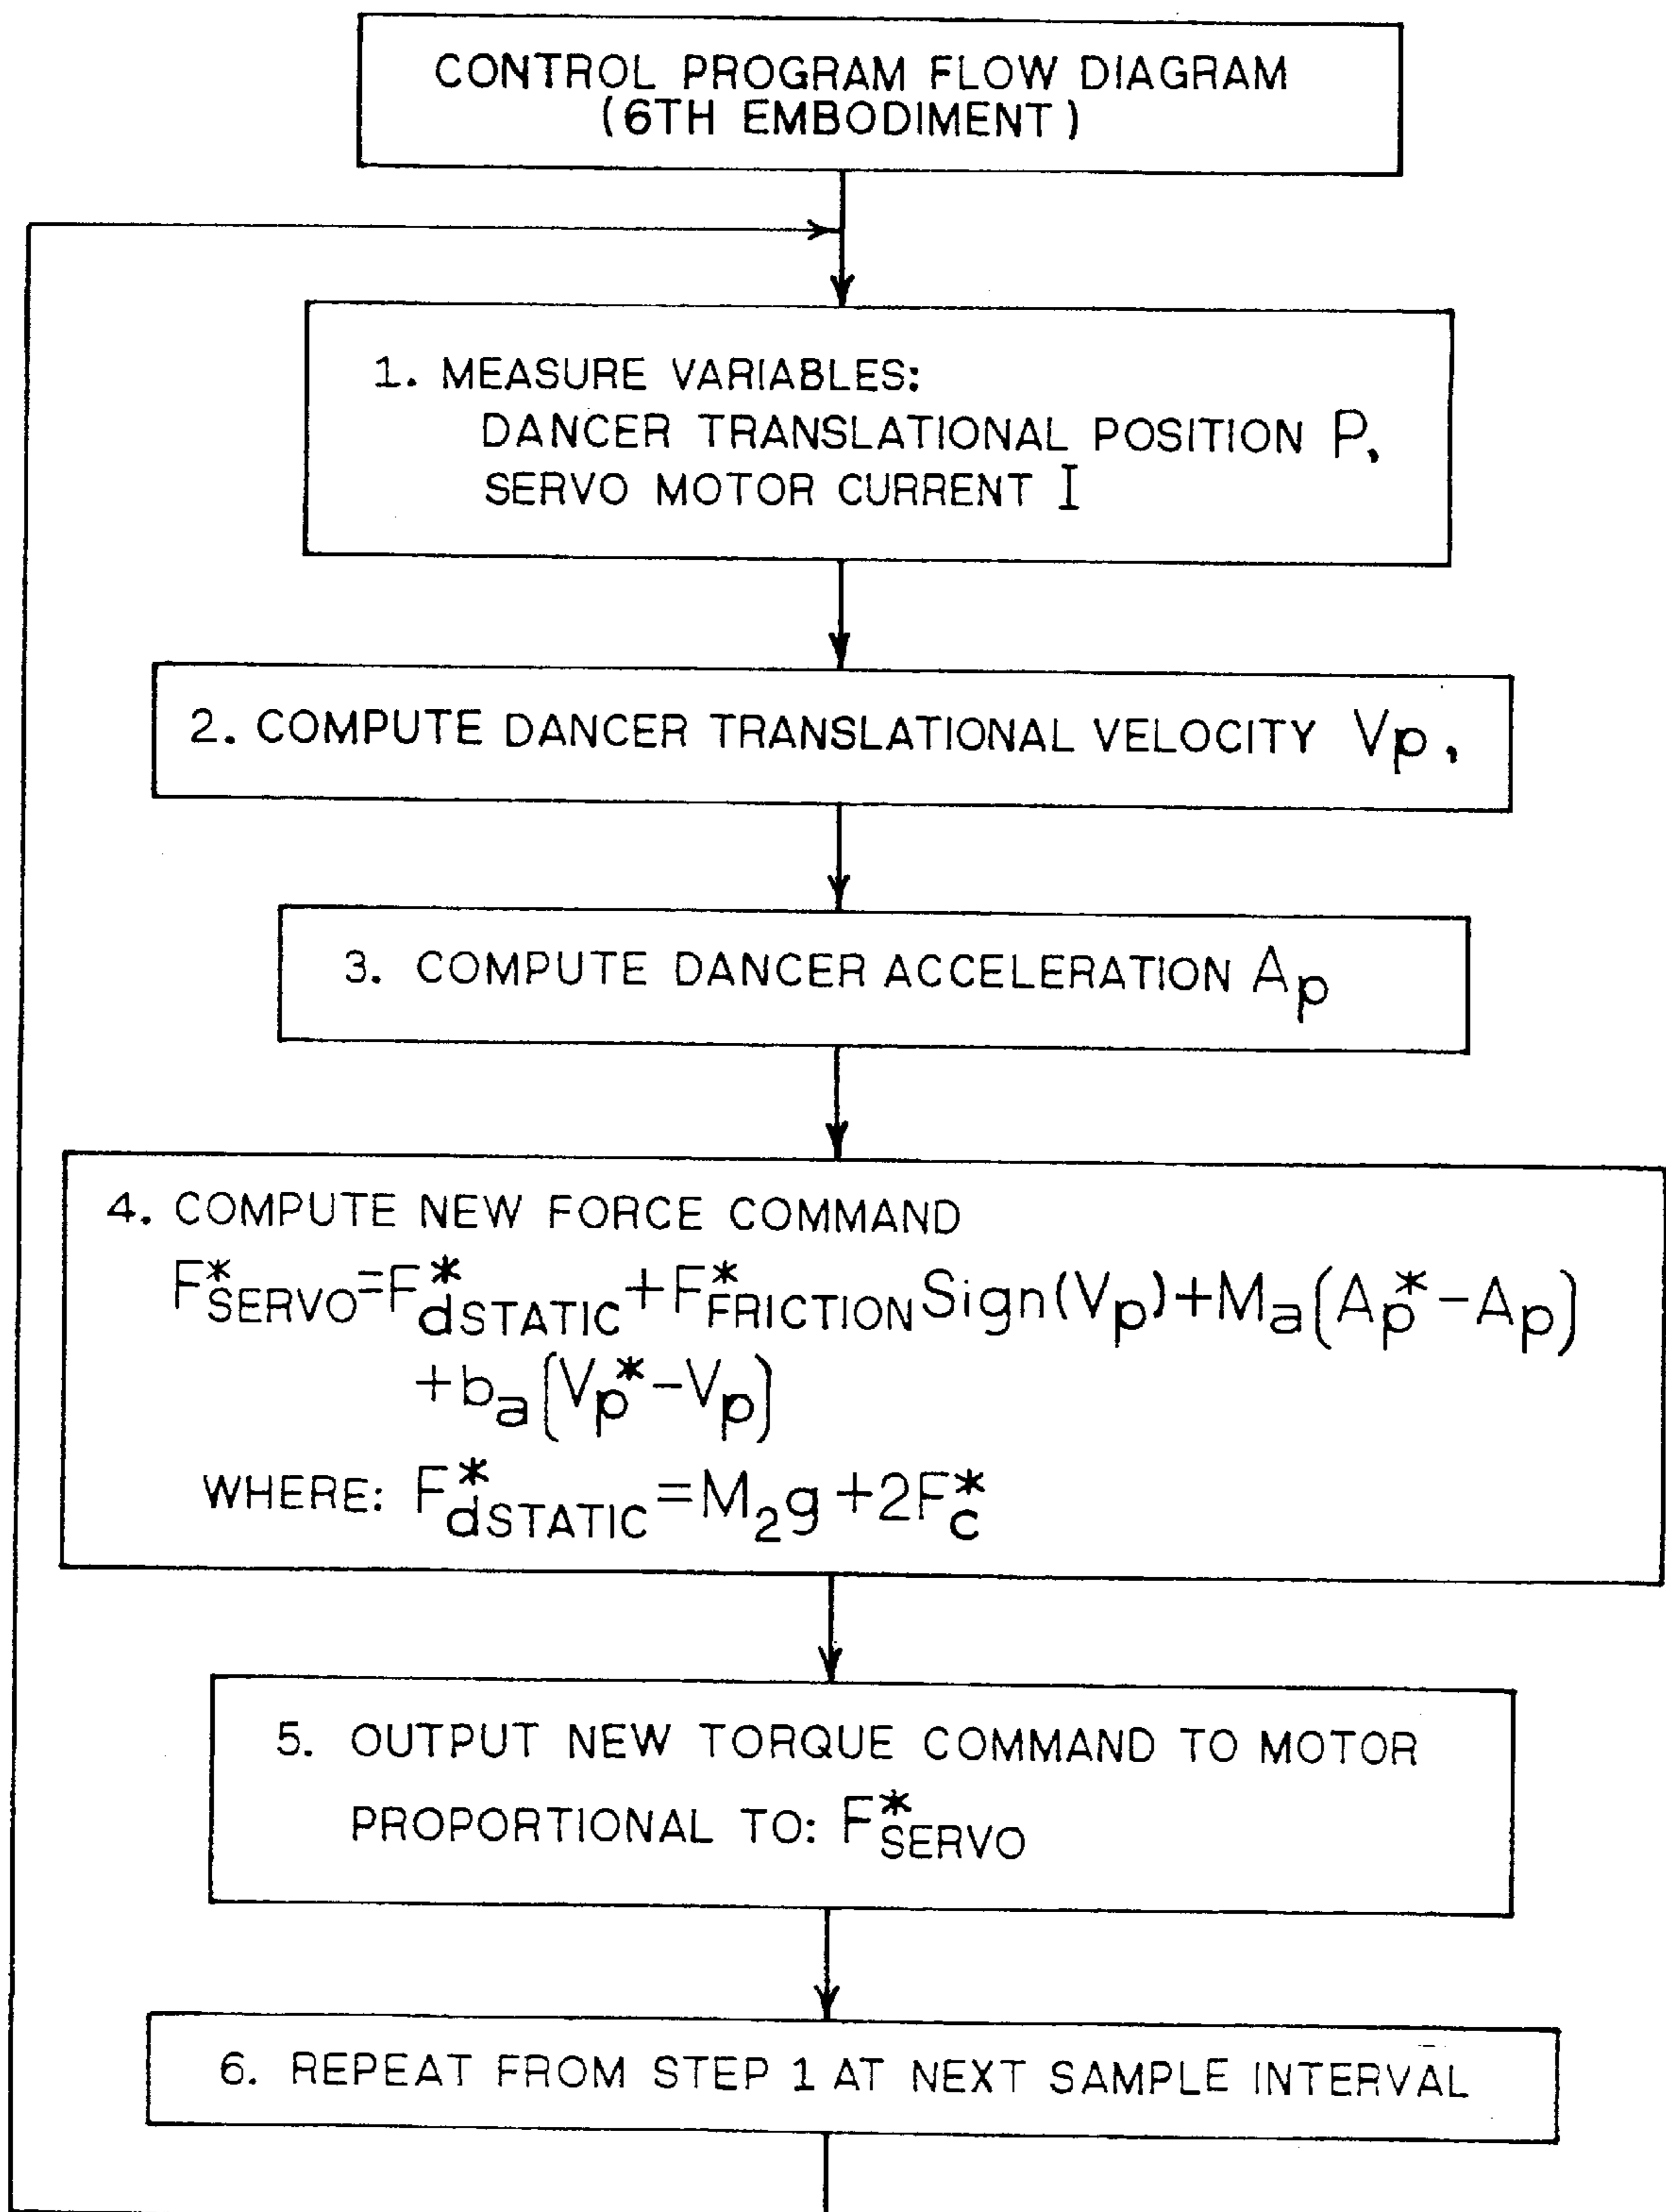 CONTROL PROGRAM FLOW DIAGRAM
(6TH EMBODIMENT)
1. MEASURE VARIABLES:
DANCER TRANSLATIONAL POSITION P,
SERVO MOTOR CURRENT I
2. COMPUTE DANCER TRANSLATIONAL VELOCITY Vp,
3. COMPUTE DANCER ACCELERATION Ap
4. COMPUTE NEW FORCE COMMAND
F*SERVO=F*dSTATIC+F*FRICTIONSign(Vp)+Ma(Ap*-Ap)
+ba(Vp*-Vp)
WHERE: F*dSTATIC=M2g+2F*c
5. OUTPUT NEW TORQUE COMMAND TO MOTOR
PROPORTIONAL TO: F*SERVO
6. REPEAT FROM STEP 1 AT NEXT SAMPLE INTERVAL